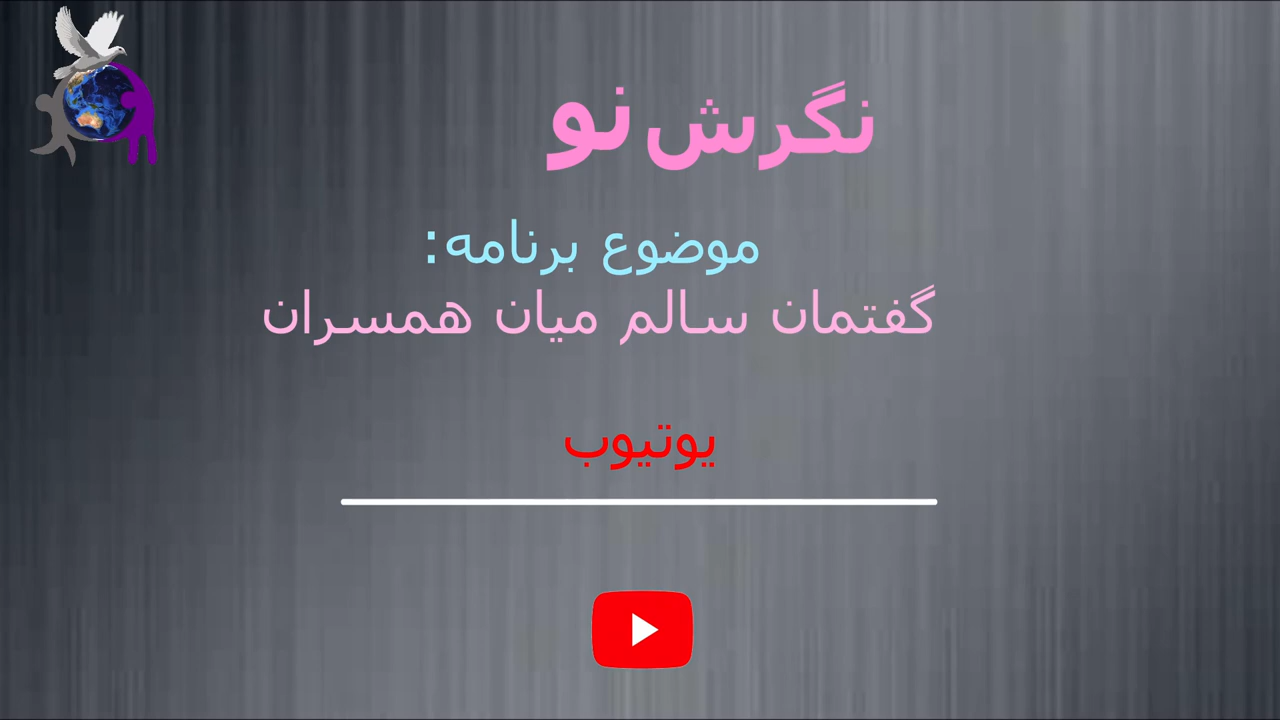 نگرش نو
موضوع برنامه:
گفتمان سالم میان همسران
یوتیوب